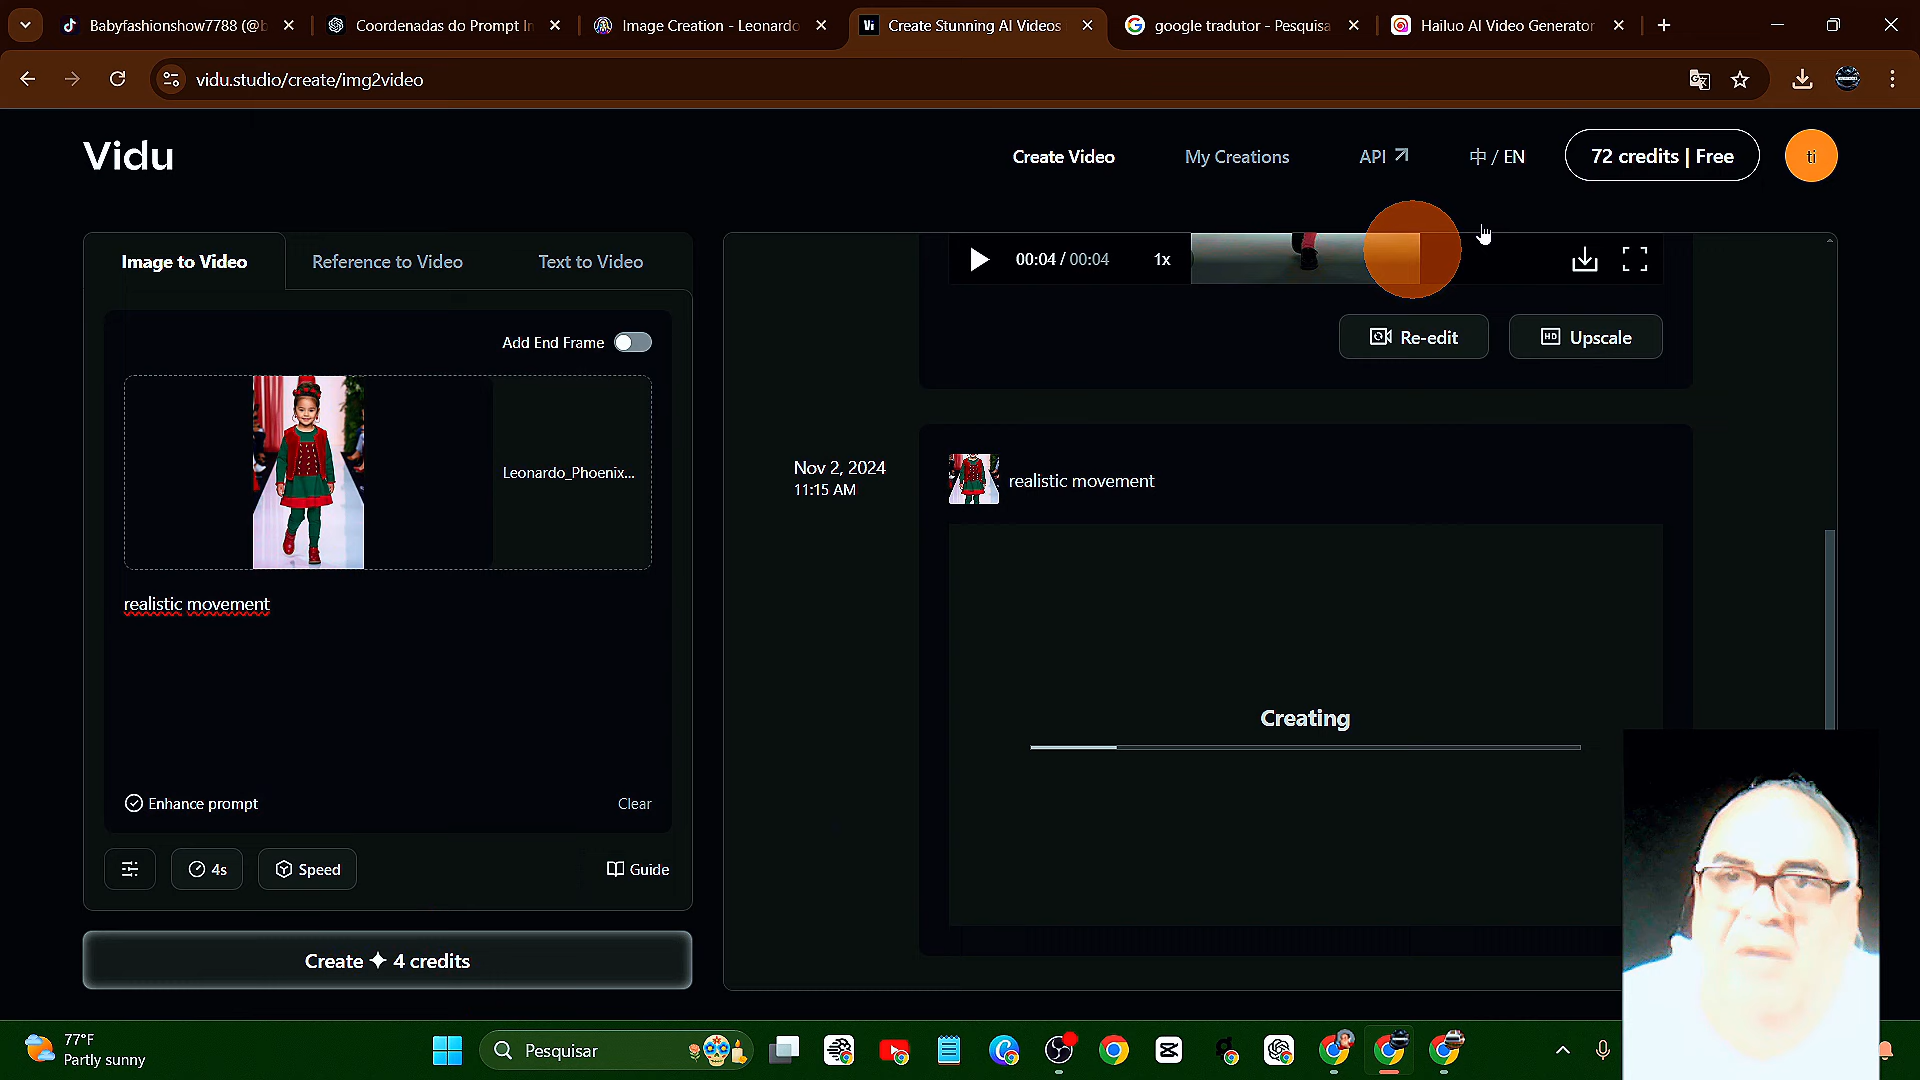 Babyfashionshow7788 (@b
Coordenadas do Prompt In
Image Creation - Leonardo
Create Stunning AI Videos
google tradutor - Pesquisa
Hailuo AI Video Generator
vidu.studio/create/img2video
Vidu
Create Video
My Creations
API
中 / EN
72 credits | Free
ti
Image to Video
Reference to Video
Text to Video
Add End Frame
Leonardo_Phoenix...
realistic movement
Enhance prompt
Clear
4s
Speed
Guide
Create 4 credits
00:04 / 00:04
1x
Re-edit
HD Upscale
Nov 2, 2024
11:15 AM
realistic movement
Creating
77°F
Partly sunny
Pesquisar